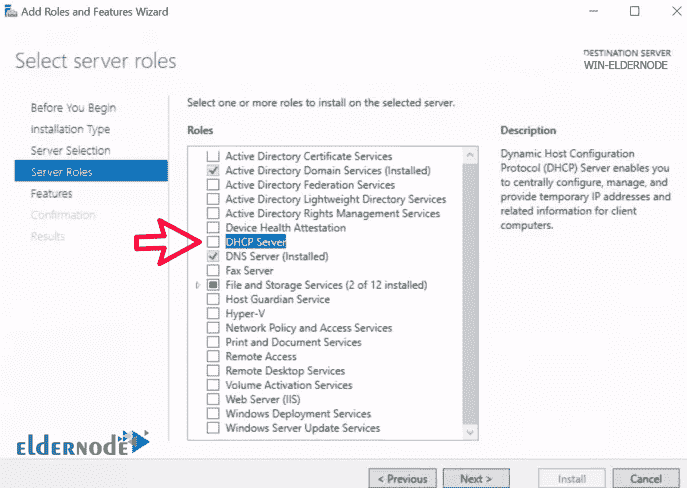 Add Roles and Features Wizard
Select server roles
DESTINATION SERVER
WIN-ELDERNODE
Before You Begin
Installation Type
Server Selection
Server Roles
Features
Confirmation
Results
Select one or more roles to install on the selected server.
Roles
Active Directory Certificate Services
Active Directory Domain Services (Installed)
Active Directory Federation Services
Active Directory Lightweight Directory Services
Active Directory Rights Management Services
Device Health Attestation
DHCP Server
DNS Server (Installed)
Fax Server
File and Storage Services (2 of 12 installed)
Host Guardian Service
Hyper-V
Network Policy and Access Services
Print and Document Services
Remote Access
Remote Desktop Services
Volume Activation Services
Web Server (IIS)
Windows Deployment Services
Windows Server Update Services
Description
Dynamic Host Configuration
Protocol (DHCP) Server enables you
to centrally configure, manage, and
provide temporary IP addresses and
related information for client
computers.
eldernode
< Previous
Next >
Install
Cancel